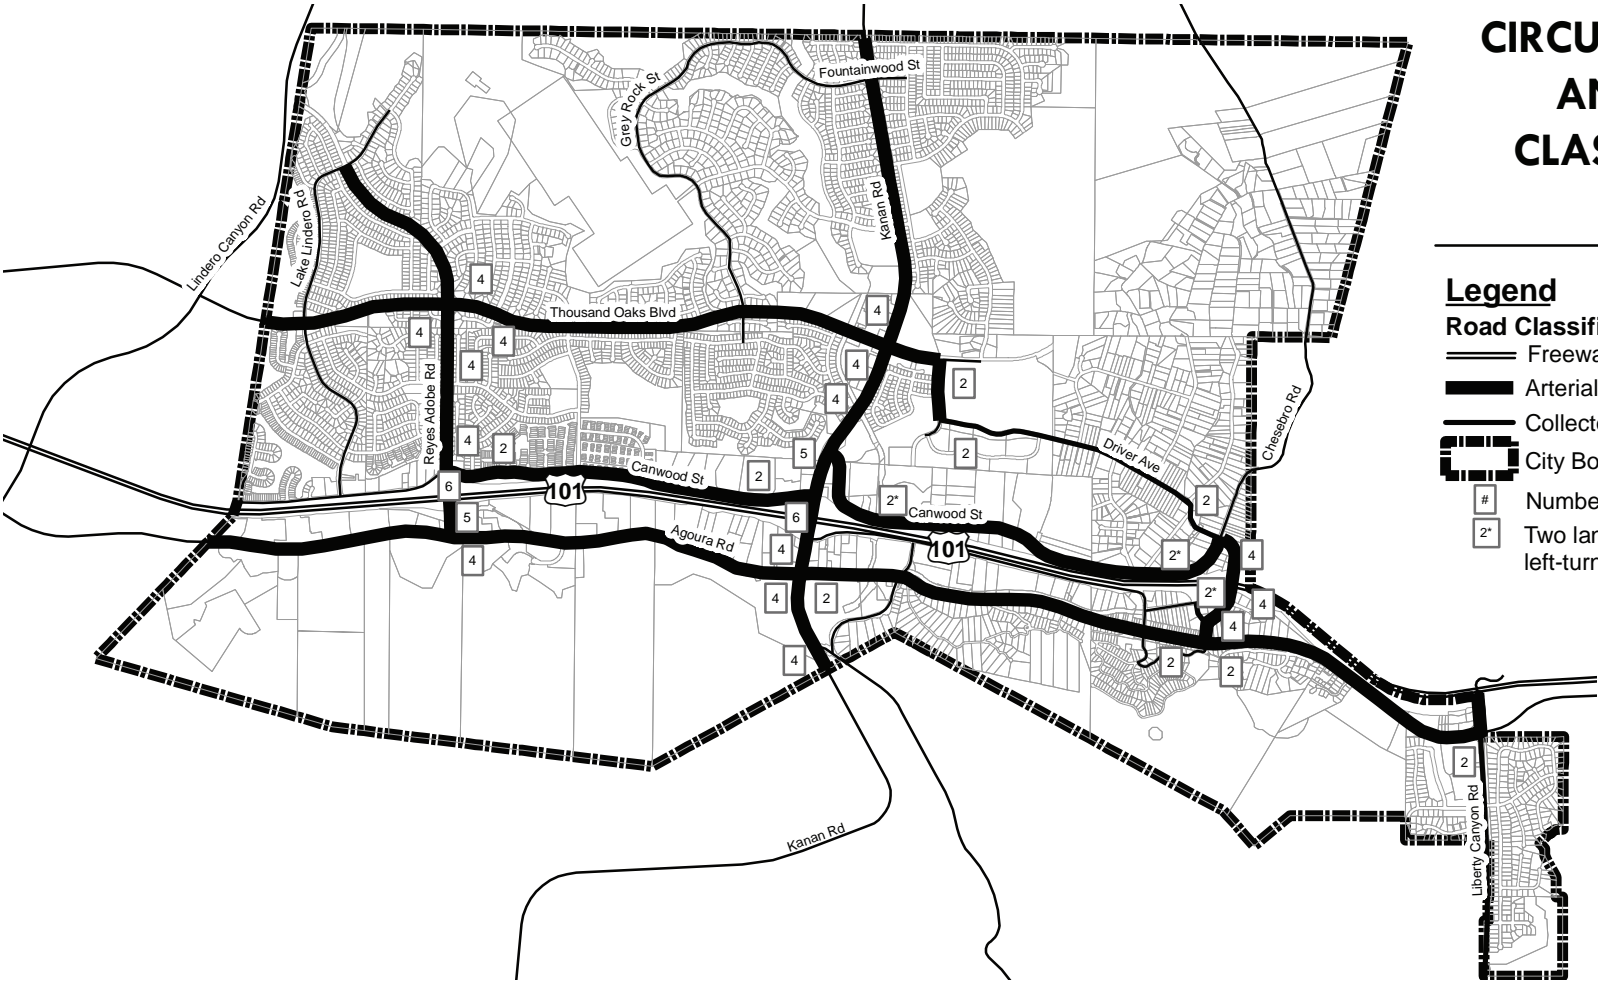 CIRCU
AN
CLAS
Fountainwood St
Grey Rock St
Kanan Rd
Lindero Canyon Rd
Lake Lindero Rd
4
Thousand Oaks Blvd
4
4
4
4
4
4
2
Reyes Adobe Rd
Chesebro Rd
Driver Ave
4
2
5
2
2
Canwood St
6
101
2*
2
Canwood St
6
5
Agoura Rd
4
101
2*
4
4
2*
4
2
4
4
4
2
2
2
Liberty Canyon Rd
Kanan Rd
Legend
Road Classifi
Freewa
Arterial
Collecto
City Bo
# Numbe
2* Two lan
left-turn